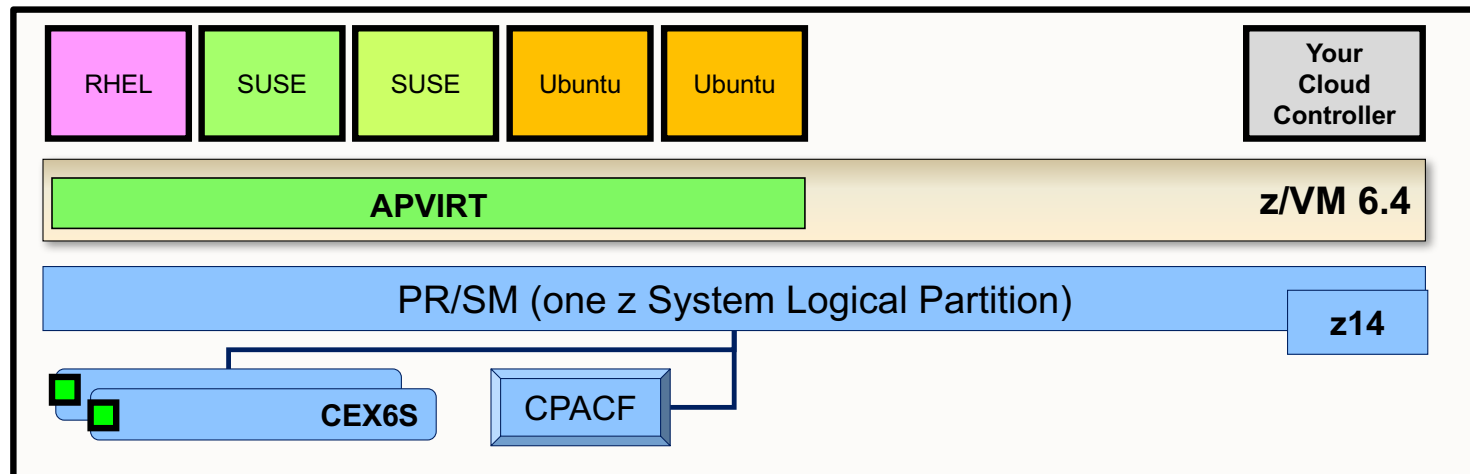 RHEL
SUSE
SUSE
Ubuntu
Ubuntu
Your
Cloud
Controller
APVIRT
z/VM 6.4
PR/SM (one z System Logical Partition)
z14
CEX6S
CPACF